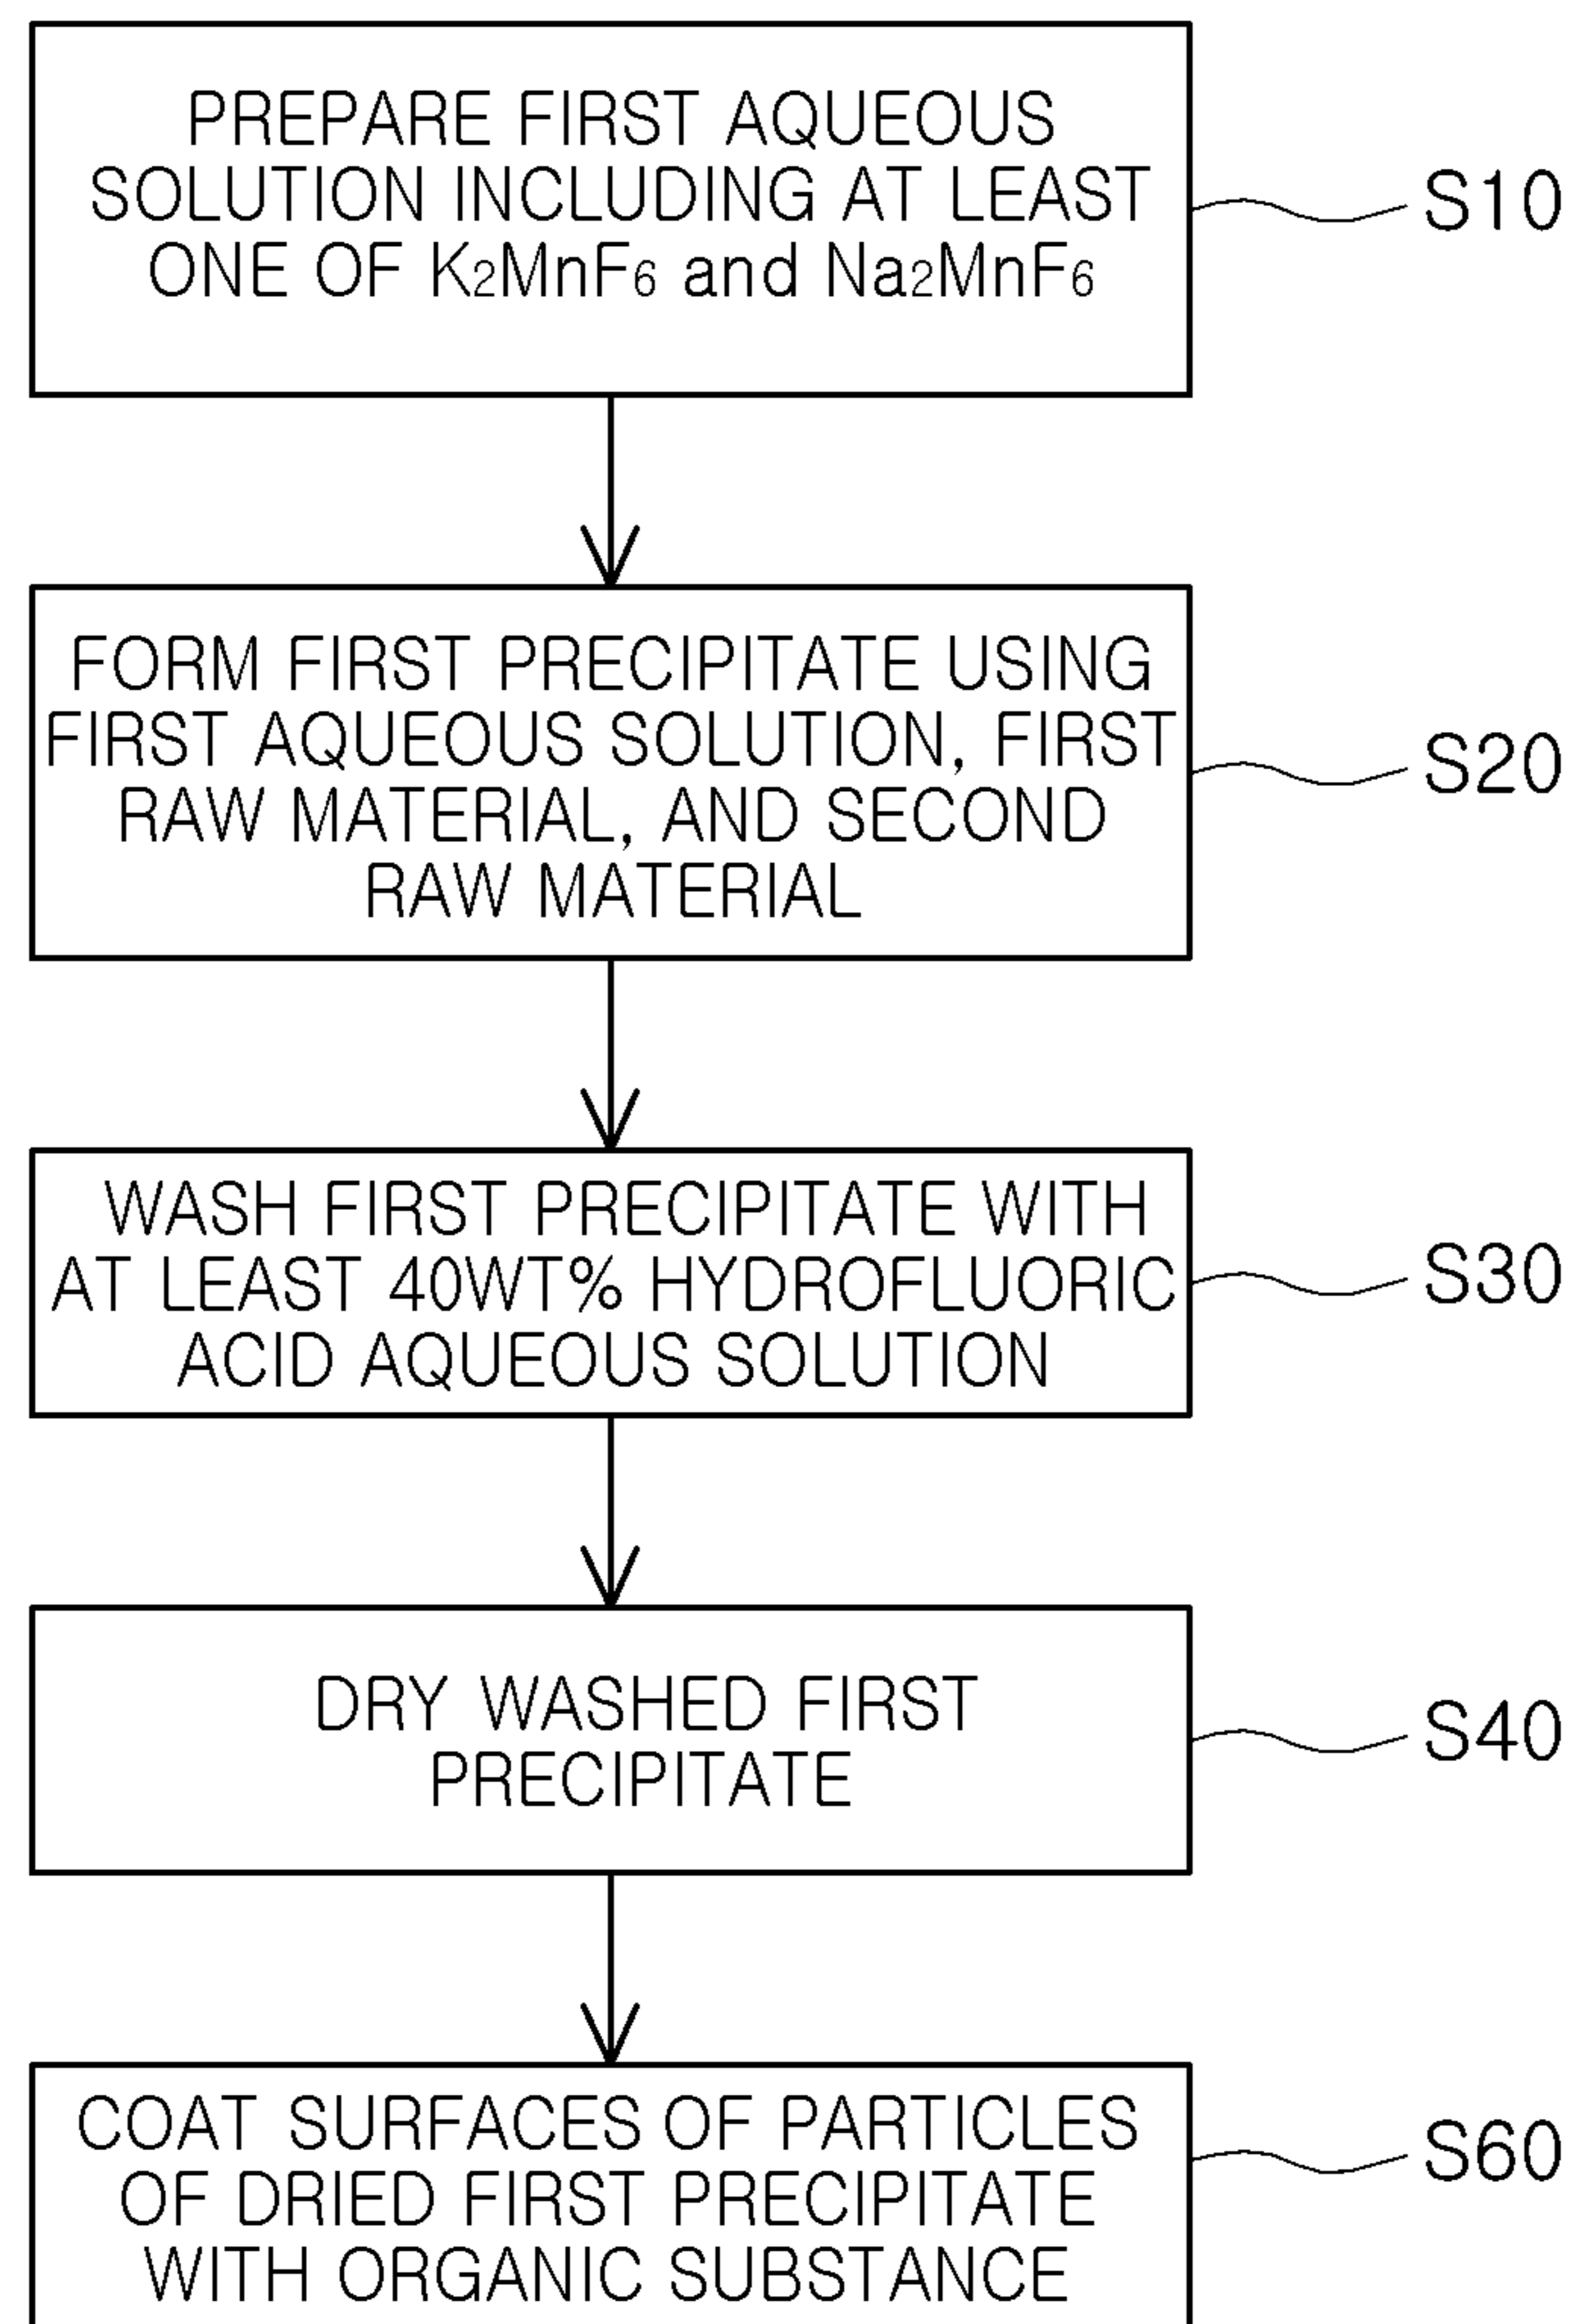 PREPARE FIRST AQUEOUS
SOLUTION INCLUDING AT LEAST
ONE OF K₂MnF₆ and Na₂MnF₆
S10
FORM FIRST PRECIPITATE USING
FIRST AQUEOUS SOLUTION, FIRST
RAW MATERIAL, AND SECOND
RAW MATERIAL
S20
WASH FIRST PRECIPITATE WITH
AT LEAST 40WT% HYDROFLUORIC
ACID AQUEOUS SOLUTION
S30
DRY WASHED FIRST
PRECIPITATE
S40
COAT SURFACES OF PARTICLES
OF DRIED FIRST PRECIPITATE
WITH ORGANIC SUBSTANCE
S60